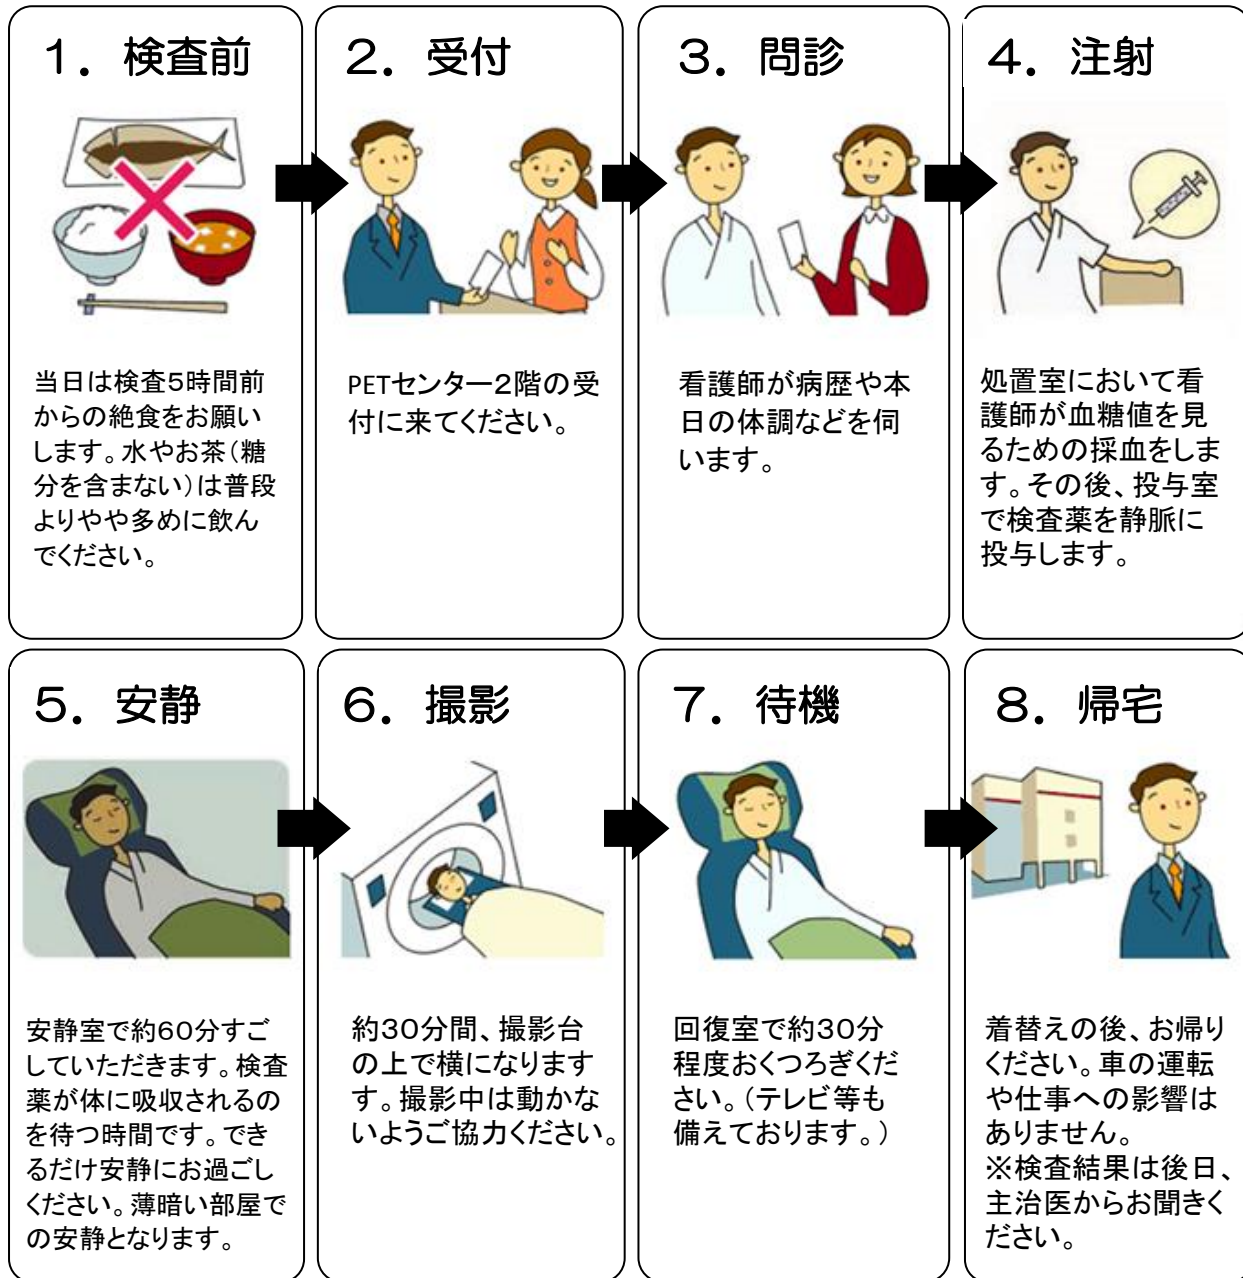 １．検査前
当日は検査５時間前
からの絶食をお願い
します。水やお茶（糖
分を含まない）は普段
よりやや多めに飲ん
でください。
２．受付
PETセンター２階の受
付に来てください。
３．問診
看護師が病歴や本
日の体調などを伺
います。
４．注射
処置室において看
護師が血糖値を見
るための採血をしま
す。その後、投与室
で検査薬を静脈に
投与します。
５．安静
安静室で約６０分すご
していただきます。検査
薬が体に吸収されるの
を待つ時間です。でき
るだけ安静にお過ごし
ください。薄暗い部屋で
の安静となります。
６．撮影
約３０分間、撮影台
の上で横になります
す。撮影中は動かな
いようご協力ください。
７．待機
回復室で約３０分
程度おくつろぎくだ
さい。（テレビ等も
備えております。）
８．帰宅
着替えの後、お帰り
ください。車の運転
や仕事への影響は
ありません。
※検査結果は後日、
主治医からお聞きく
ださい。